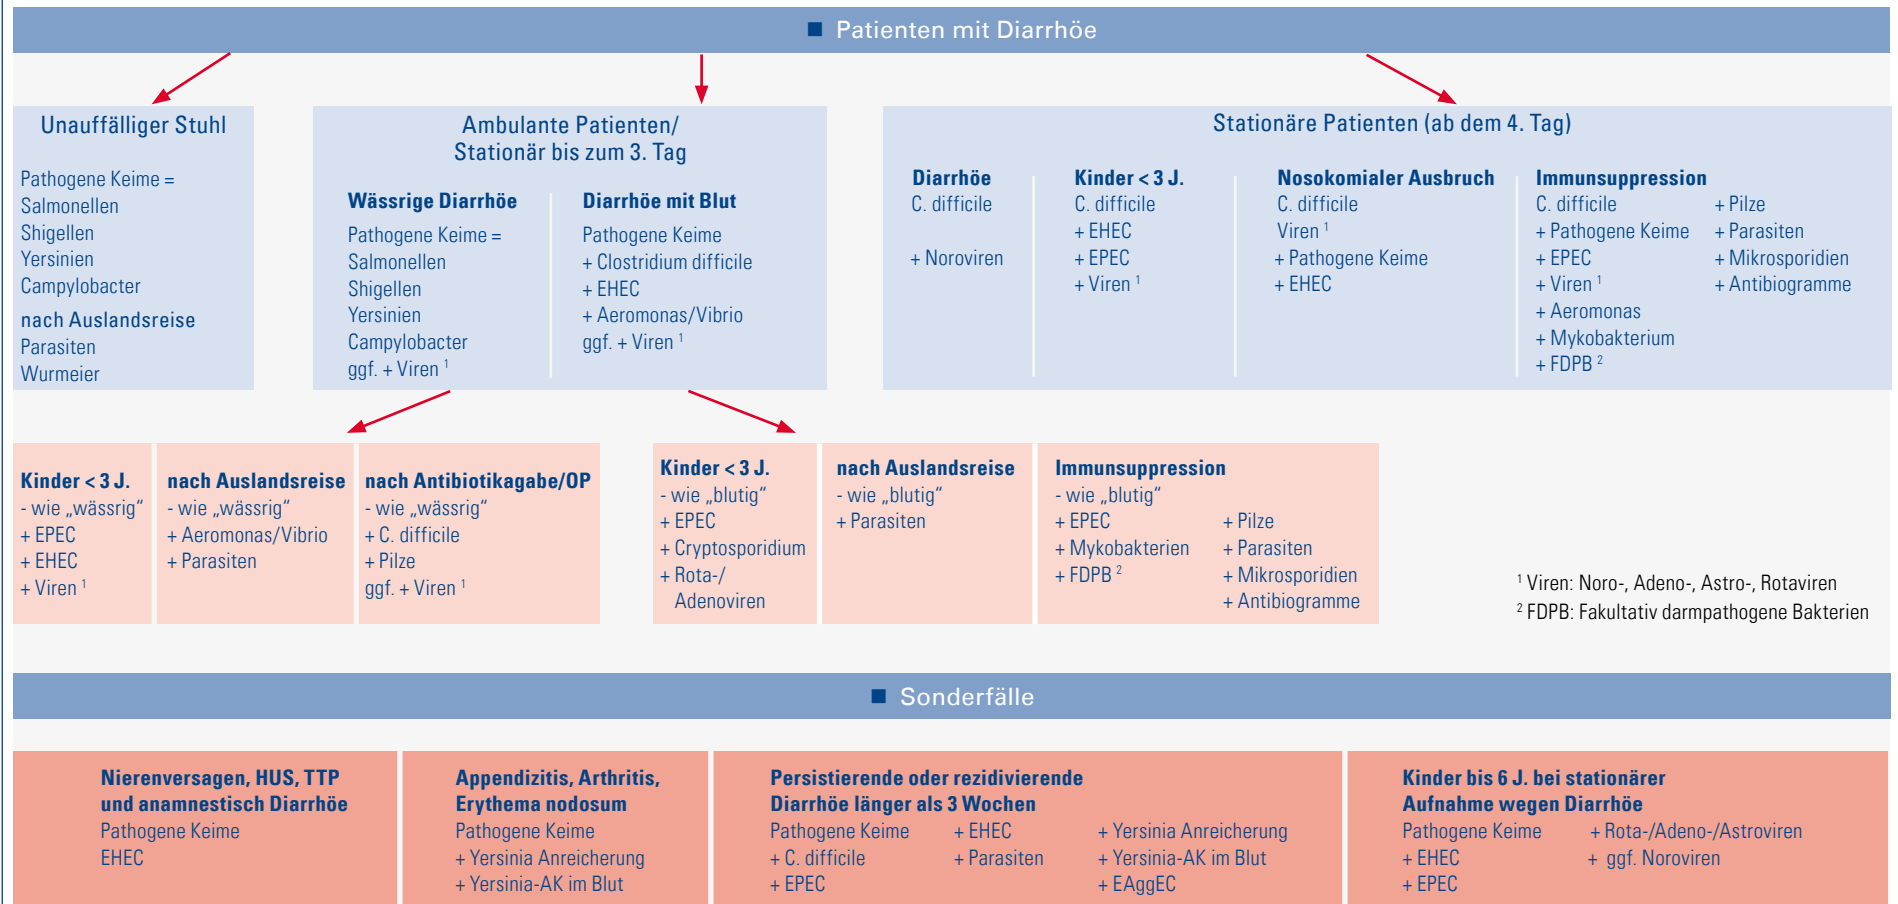 Patienten mit Diarrhöe
Unauffälliger Stuhl
Pathogene Keime =
Salmonellen
Shigellen
Yersinien
Campylobacter
nach Auslandsreise
Parasiten
Wurmeier
Ambulante Patienten/
Stationär bis zum 3. Tag
Wässrige Diarrhöe
Pathogene Keime =
Salmonellen
Shigellen
Yersinien
Campylobacter
ggf. + Viren ¹
Diarrhöe mit Blut
Pathogene Keime
+ Clostridium difficile
+ EHEC
+ Aeromonas/Vibrio
ggf. + Viren ¹
Stationäre Patienten (ab dem 4. Tag)
Diarrhöe
C. difficile
+ Noroviren
Kinder < 3 J.
C. difficile
+ EHEC
+ EPEC
+ Viren ¹
Nosokomialer Ausbruch
C. difficile
Viren ¹
+ Pathogene Keime
+ EHEC
Immunsuppression
C. difficile
+ Pathogene Keime
+ EPEC
+ Viren ¹
+ Aeromonas
+ Mykobakterium
+ FDPB ²
+ Pilze
+ Parasiten
+ Mikrosporidien
+ Antibiogramme
Kinder < 3 J.
- wie „wässrig“
+ EPEC
+ EHEC
+ Viren ¹
nach Auslandsreise
- wie „wässrig“
+ Aeromonas/Vibrio
+ Parasiten
nach Antibiotikagabe/OP
- wie „wässrig“
+ C. difficile
+ Pilze
ggf. + Viren ¹
Kinder < 3 J.
- wie „blutig“
+ EPEC
+ Cryptosporidium
+ Rota-/
Adenoviren
nach Auslandsreise
- wie „blutig“
+ Parasiten
Immunsuppression
- wie „blutig“
+ EPEC
+ Mykobakterien
+ FDPB ²
+ Pilze
+ Parasiten
+ Mikrosporidien
+ Antibiogramme
¹ Viren: Noro-, Adeno-, Astro-, Rotaviren
² FDPB: Fakultativ darmpathogene Bakterien
Sonderfälle
Nierenversagen, HUS, TTP
und anamnestisch Diarrhöe
Pathogene Keime
EHEC
Appendizitis, Arthritis,
Erythema nodosum
Pathogene Keime
+ Yersinia Anreicherung
+ Yersinia-AK im Blut
Persistierende oder rezidivierende
Diarrhöe länger als 3 Wochen
Pathogene Keime
+ C. difficile
+ EPEC
+ EHEC
+ Parasiten
+ Yersinia Anreicherung
+ Yersinia-AK im Blut
+ EAggEC
Kinder bis 6 J. bei stationärer
Aufnahme wegen Diarrhöe
Pathogene Keime
+ EHEC
+ EPEC
+ Rota-/Adeno-/Astroviren
+ ggf. Noroviren